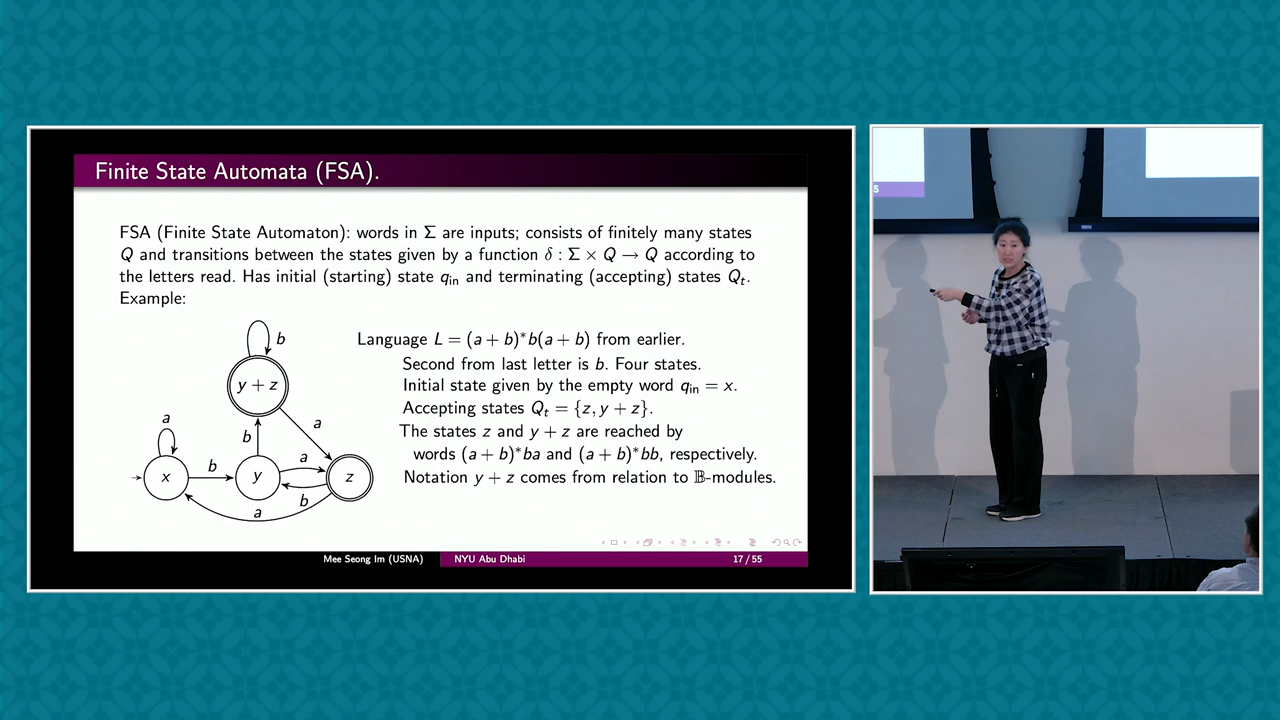 Finite State Automata (FSA).
FSA (Finite State Automaton): words in Σ are inputs; consists of finitely many states
Q and transitions between the states given by a function δ : Σ × Q → Q according to
the letters read. Has initial (starting) state q_in and terminating (accepting) states Q_t.
Example:
b
y + z
a
b
a
x
b
y
a
b
z
a
Language L = (a + b)*b(a + b) from earlier.
Second from last letter is b. Four states.
Initial state given by the empty word q_in = x.
Accepting states Q_t = {z, y + z}.
The states z and y + z are reached by
words (a + b)*ba and (a + b)*bb, respectively.
Notation y + z comes from relation to 𝔹-modules.
Mee Seong Im (USNA) NYU Abu Dhabi 17 / 55
5